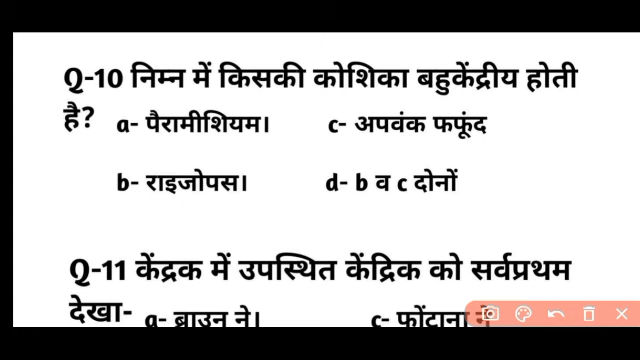 Q-10 निम्न में किसकी कोशिका बहुकेंद्रीय होती
है? a- पैरामीशियम। c- अपवंक फफूंद
b- राइजोपस। d- b व c दोनों
Q-11 केंद्रक में उपस्थित केंद्रिक को सर्वप्रथम
देखा- a- ब्राउन ने। c- फोंटाना ने